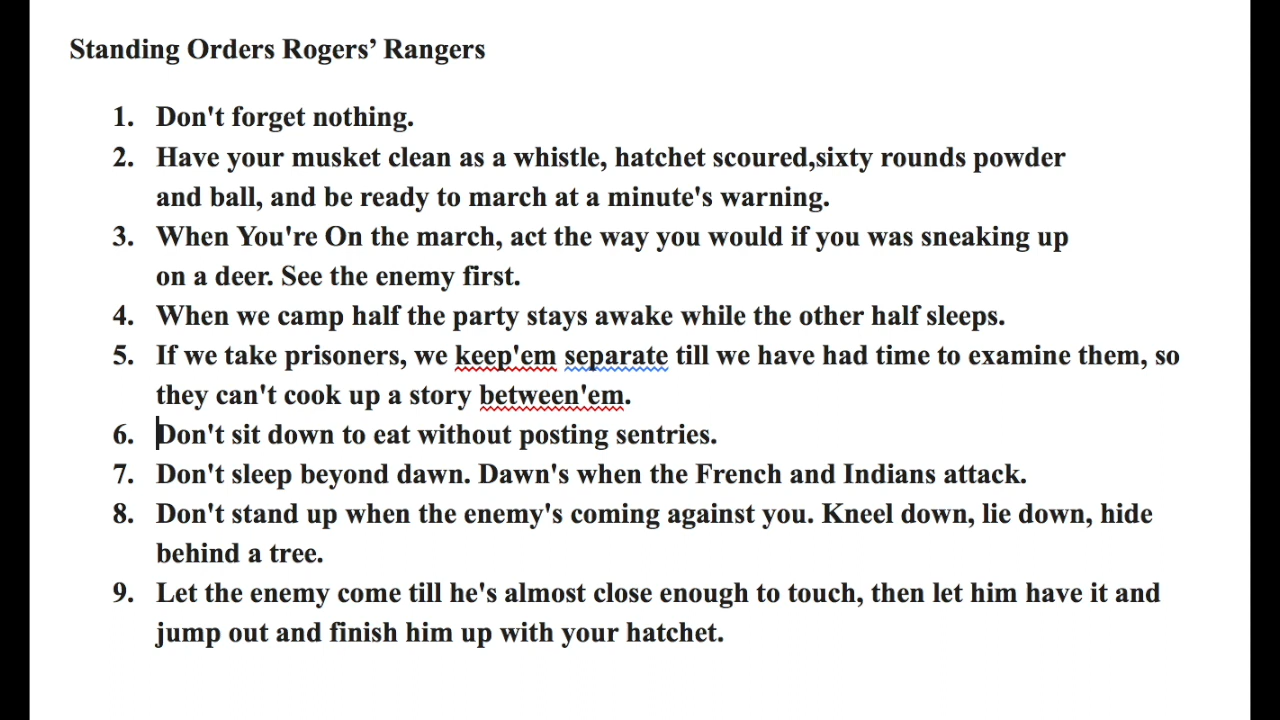 Standing Orders Rogers’ Rangers
1. Don't forget nothing.
2. Have your musket clean as a whistle, hatchet scoured,sixty rounds powder
and ball, and be ready to march at a minute's warning.
3. When You're On the march, act the way you would if you was sneaking up
on a deer. See the enemy first.
4. When we camp half the party stays awake while the other half sleeps.
5. If we take prisoners, we keep'em separate till we have had time to examine them, so
they can't cook up a story between'em.
6. Don't sit down to eat without posting sentries.
7. Don't sleep beyond dawn. Dawn's when the French and Indians attack.
8. Don't stand up when the enemy's coming against you. Kneel down, lie down, hide
behind a tree.
9. Let the enemy come till he's almost close enough to touch, then let him have it and
jump out and finish him up with your hatchet.